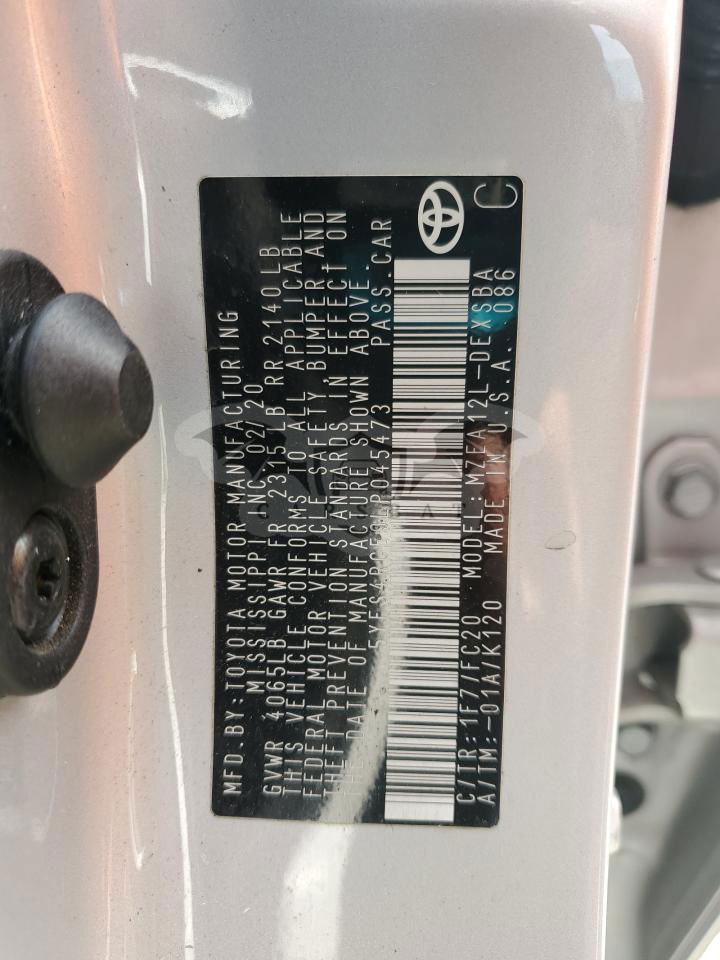 MFD.BY:TOYOTA MOTOR MANUFACTURING
MISSISSIPPI, INC. 02/20
GVWR 4065LB GAWR FR 2315LB RR 2140LB
THIS VEHICLE CONFORMS TO ALL APPLICABLE
FEDERAL MOTOR VEHICLE SAFETY,BUMPER,AND
THEFT PREVENTION STANDARDS IN EFFECT ON
THE DATE OF MANUFACTURE SHOWN ABOVE.
PASS.CAR
C/TR:1F7/FC20 MODEL:MZEA12L-DEXSBA
A/TM:-01A/K120 MADE IN U.S.A. 086
C